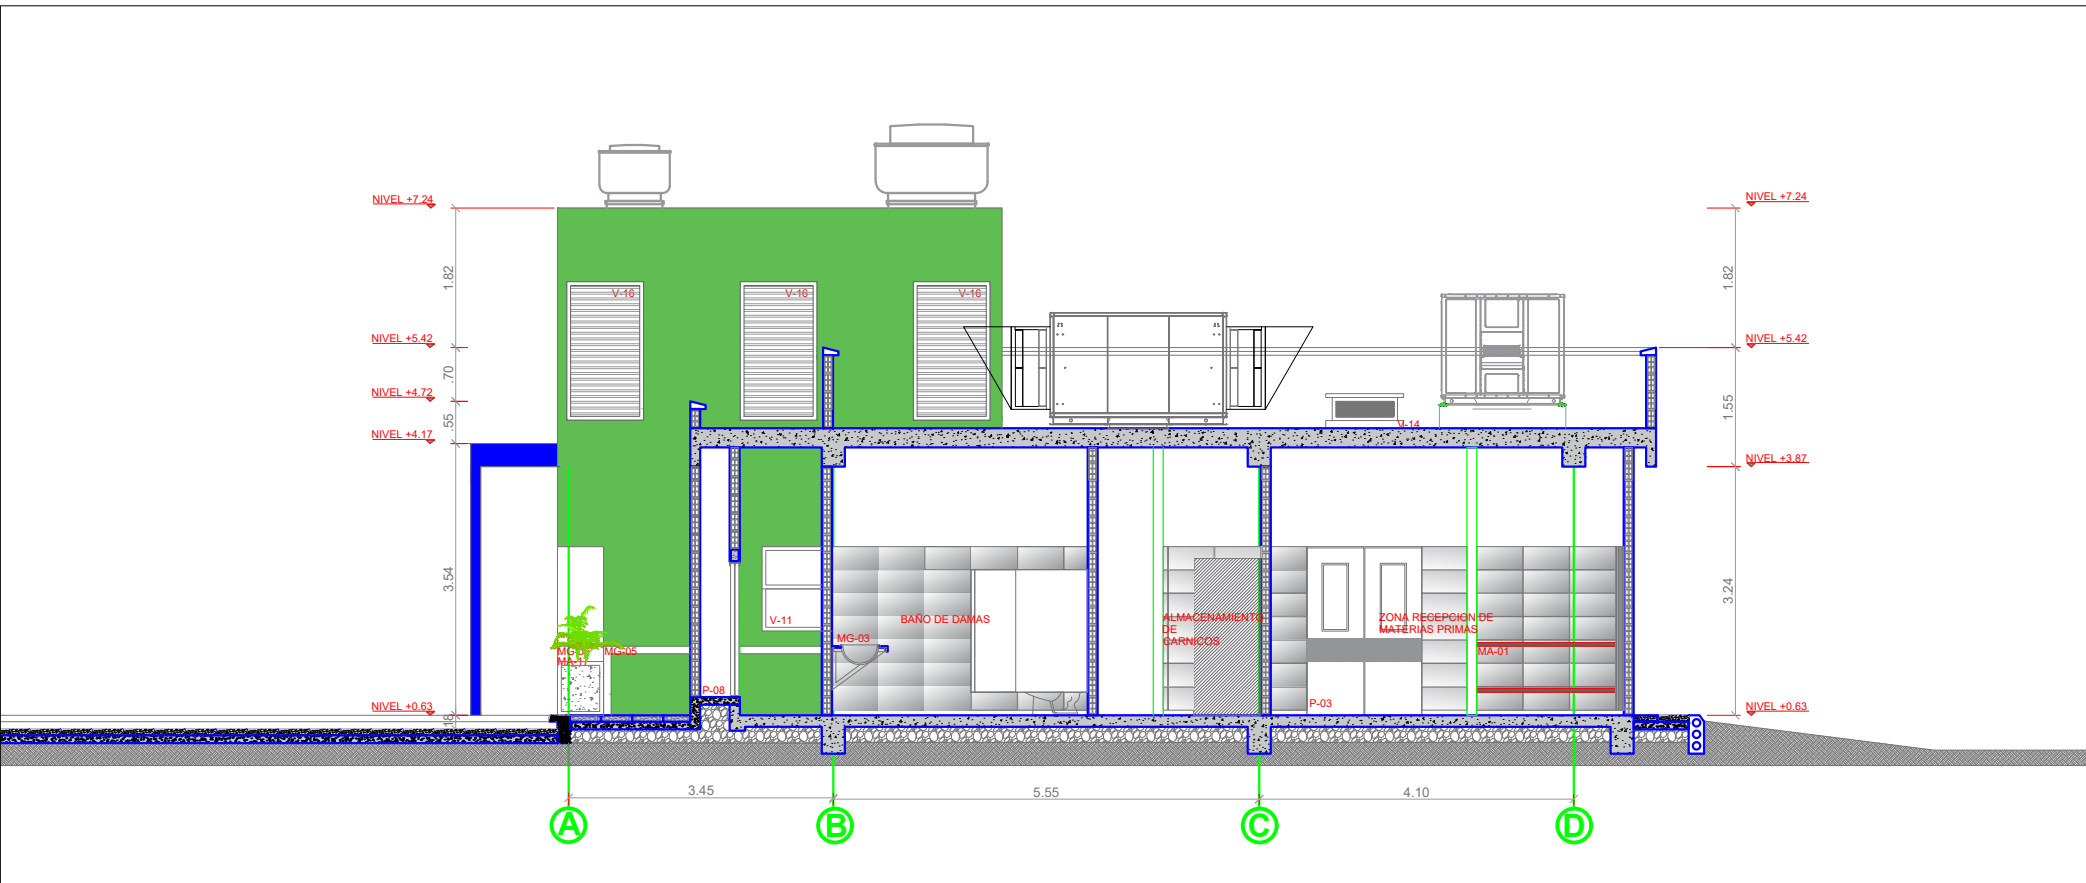 NIVEL +7.24
NIVEL +7.24
1.82
1.82
V-16
V-16
V-16
NIVEL +5.42
NIVEL +5.42
.70
NIVEL +4.72
1.55
.55
V-14
NIVEL +4.17
NIVEL +3.87
3.54
3.24
V-11
BAÑO DE DAMAS
ALMACENAMIENTO
DE
CARNICOS
ZONA RECEPCION DE
MATERIAS PRIMAS
MG-03
MG-05
MA-01
P-08
P-03
NIVEL +0.63
NIVEL +0.63
.18
3.45
5.55
4.10
A
B
C
D